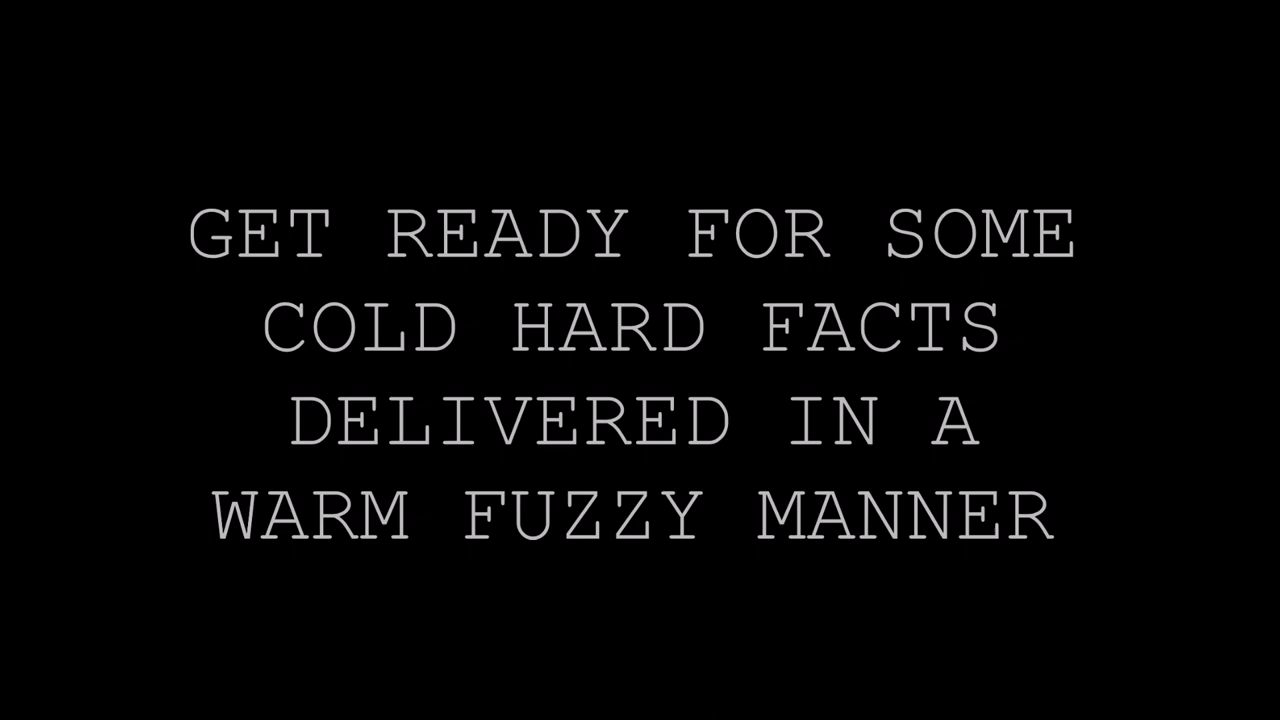 GET READY FOR SOME
COLD HARD FACTS
DELIVERED IN A
WARM FUZZY MANNER